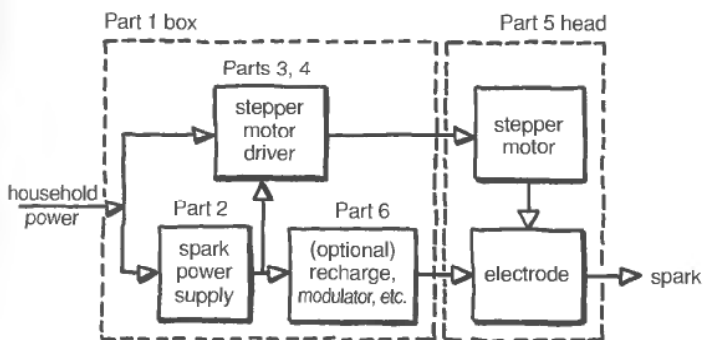 Part 1 box
Part 5 head
Parts 3, 4
stepper
motor
driver
stepper
motor
household
power
Part 2
Part 6
spark
power
supply
(optional)
recharge,
modulator, etc.
electrode
spark